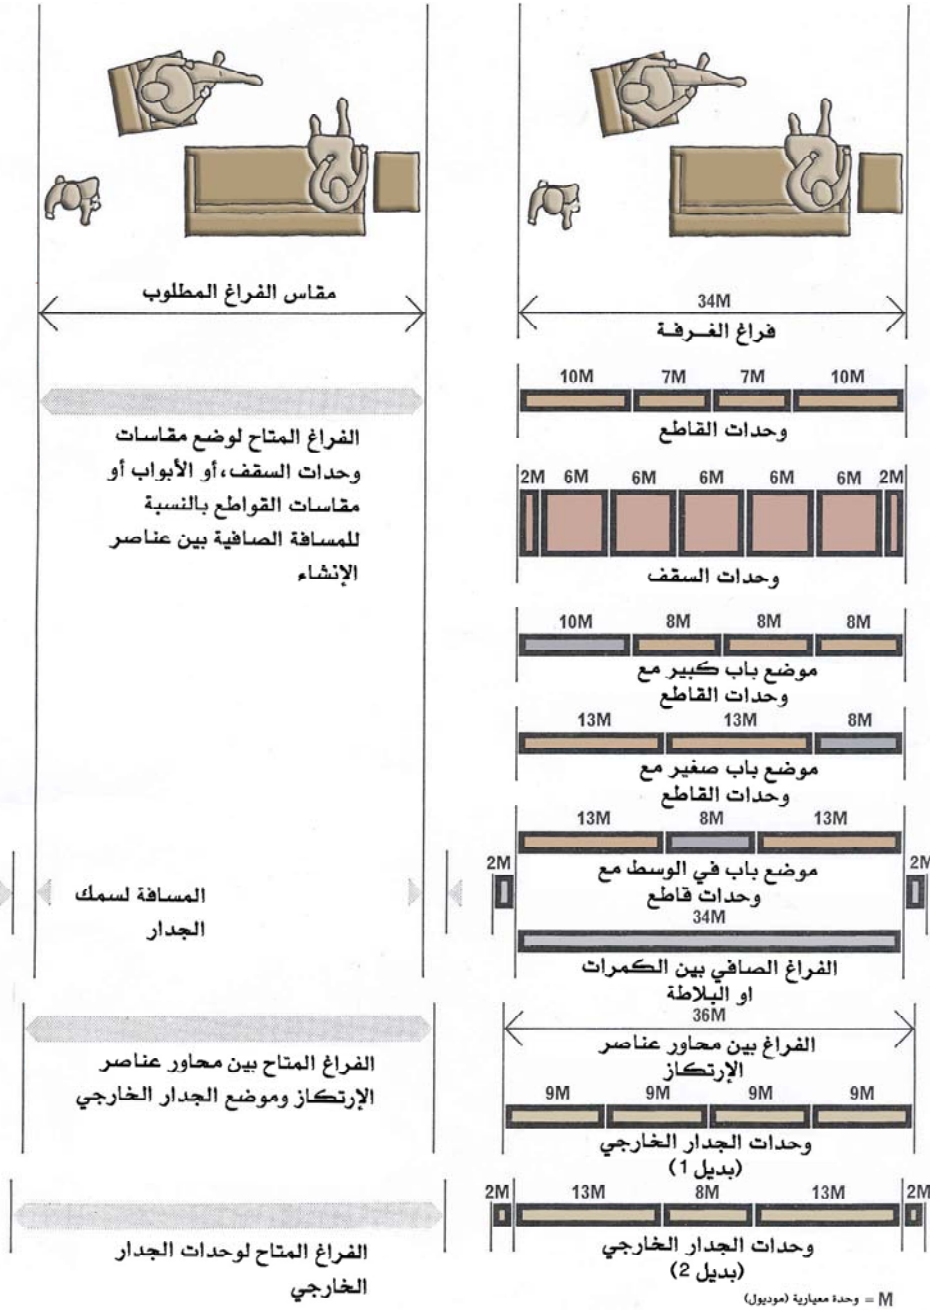 مقاس الفراغ المطلوب
34M
فراغ الغـــرفـــة
10M 7M 7M 10M
وحدات القاطع
الفراغ المتاح لوضع مقاسات
وحدات السقف، أو الأبواب أو
مقاسات القواطع بالنسبة
للمسافة الصافية بين عناصر
الإنشاء
2M 6M 6M 6M 6M 6M 2M
وحدات السقف
10M 8M 8M 8M
موضع باب كبير مع
وحدات القاطع
13M 13M 8M
موضع باب صغير مع
وحدات القاطع
13M 8M 13M
2M 2M
موضع باب في الوسط مع
وحدات قاطع
المسافة لسمك
الجدار
34M
الفراغ الصافي بين الكمرات
او البلاطة
36M
الفراغ بين محاور عناصر
الإرتكاز
الفراغ المتاح بين محاور عناصر
الإرتكاز وموضع الجدار الخارجي
9M 9M 9M 9M
وحدات الجدار الخارجي
(بديل 1)
2M 13M 8M 13M 2M
وحدات الجدار الخارجي
(بديل 2)
الفراغ المتاح لوحدات الجدار
الخارجي
M = وحدة معيارية (موديول)